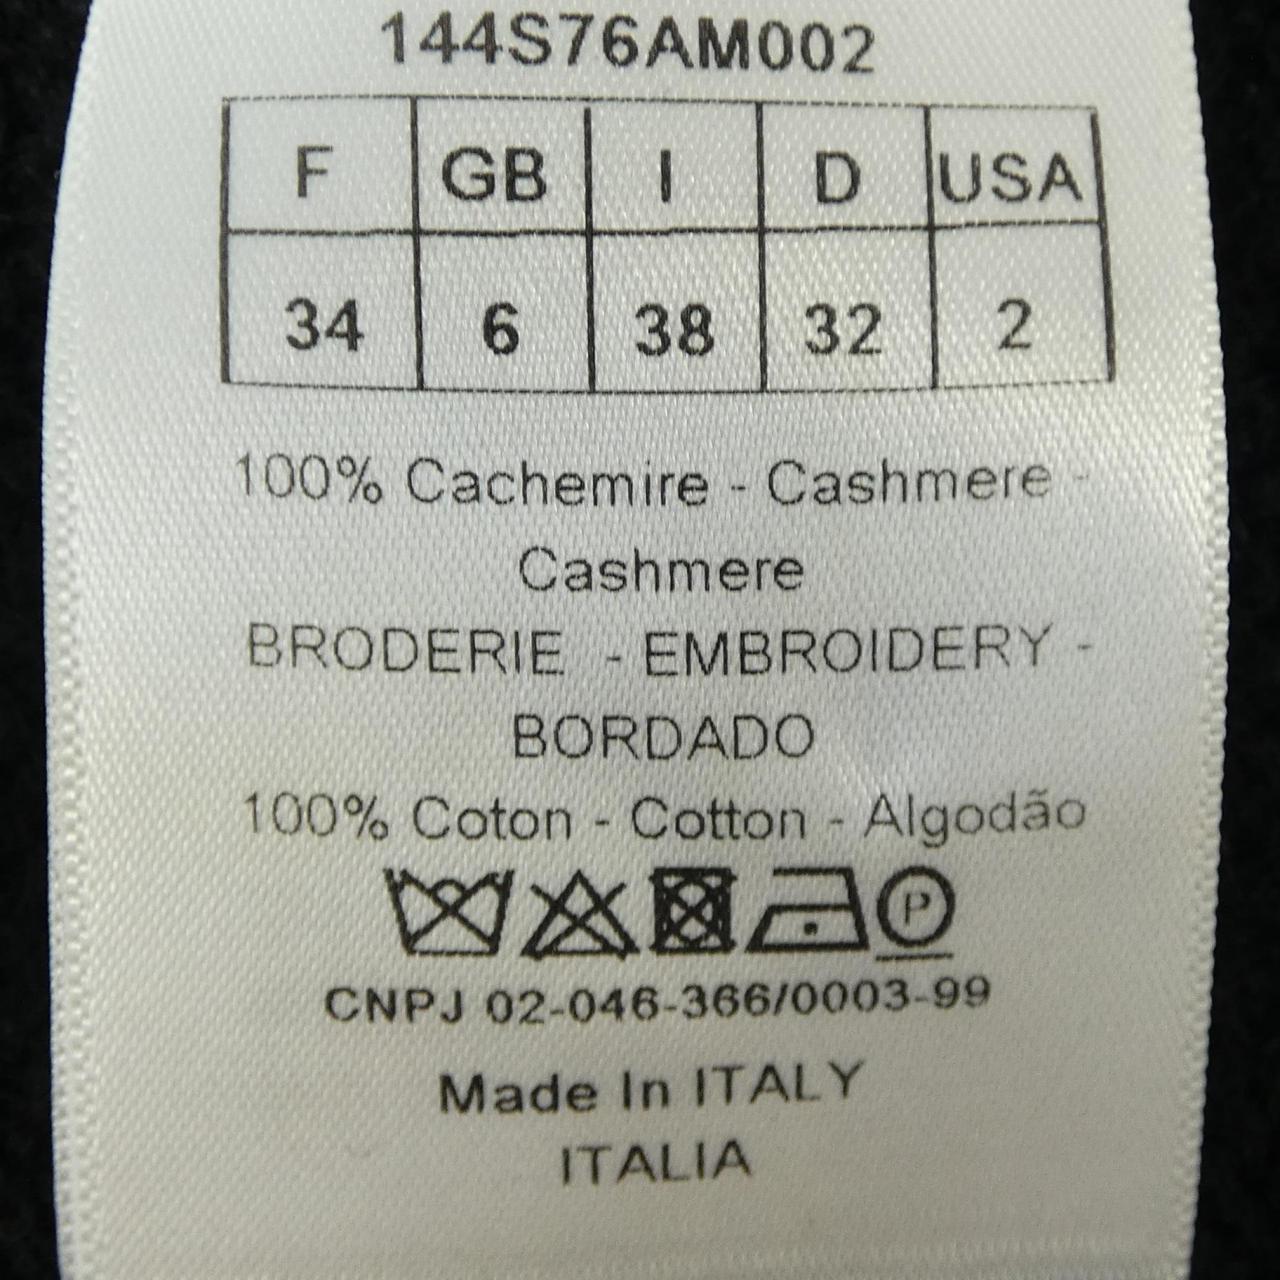 144S76AM002
F GB I D USA
34 6 38 32 2
100% Cachemire - Cashmere -
Cashmere
BRODERIE - EMBROIDERY -
BORDADO
100% Coton - Cotton - Algodão
P
CNPJ 02-046-366/0003-99
Made In ITALY
ITALIA